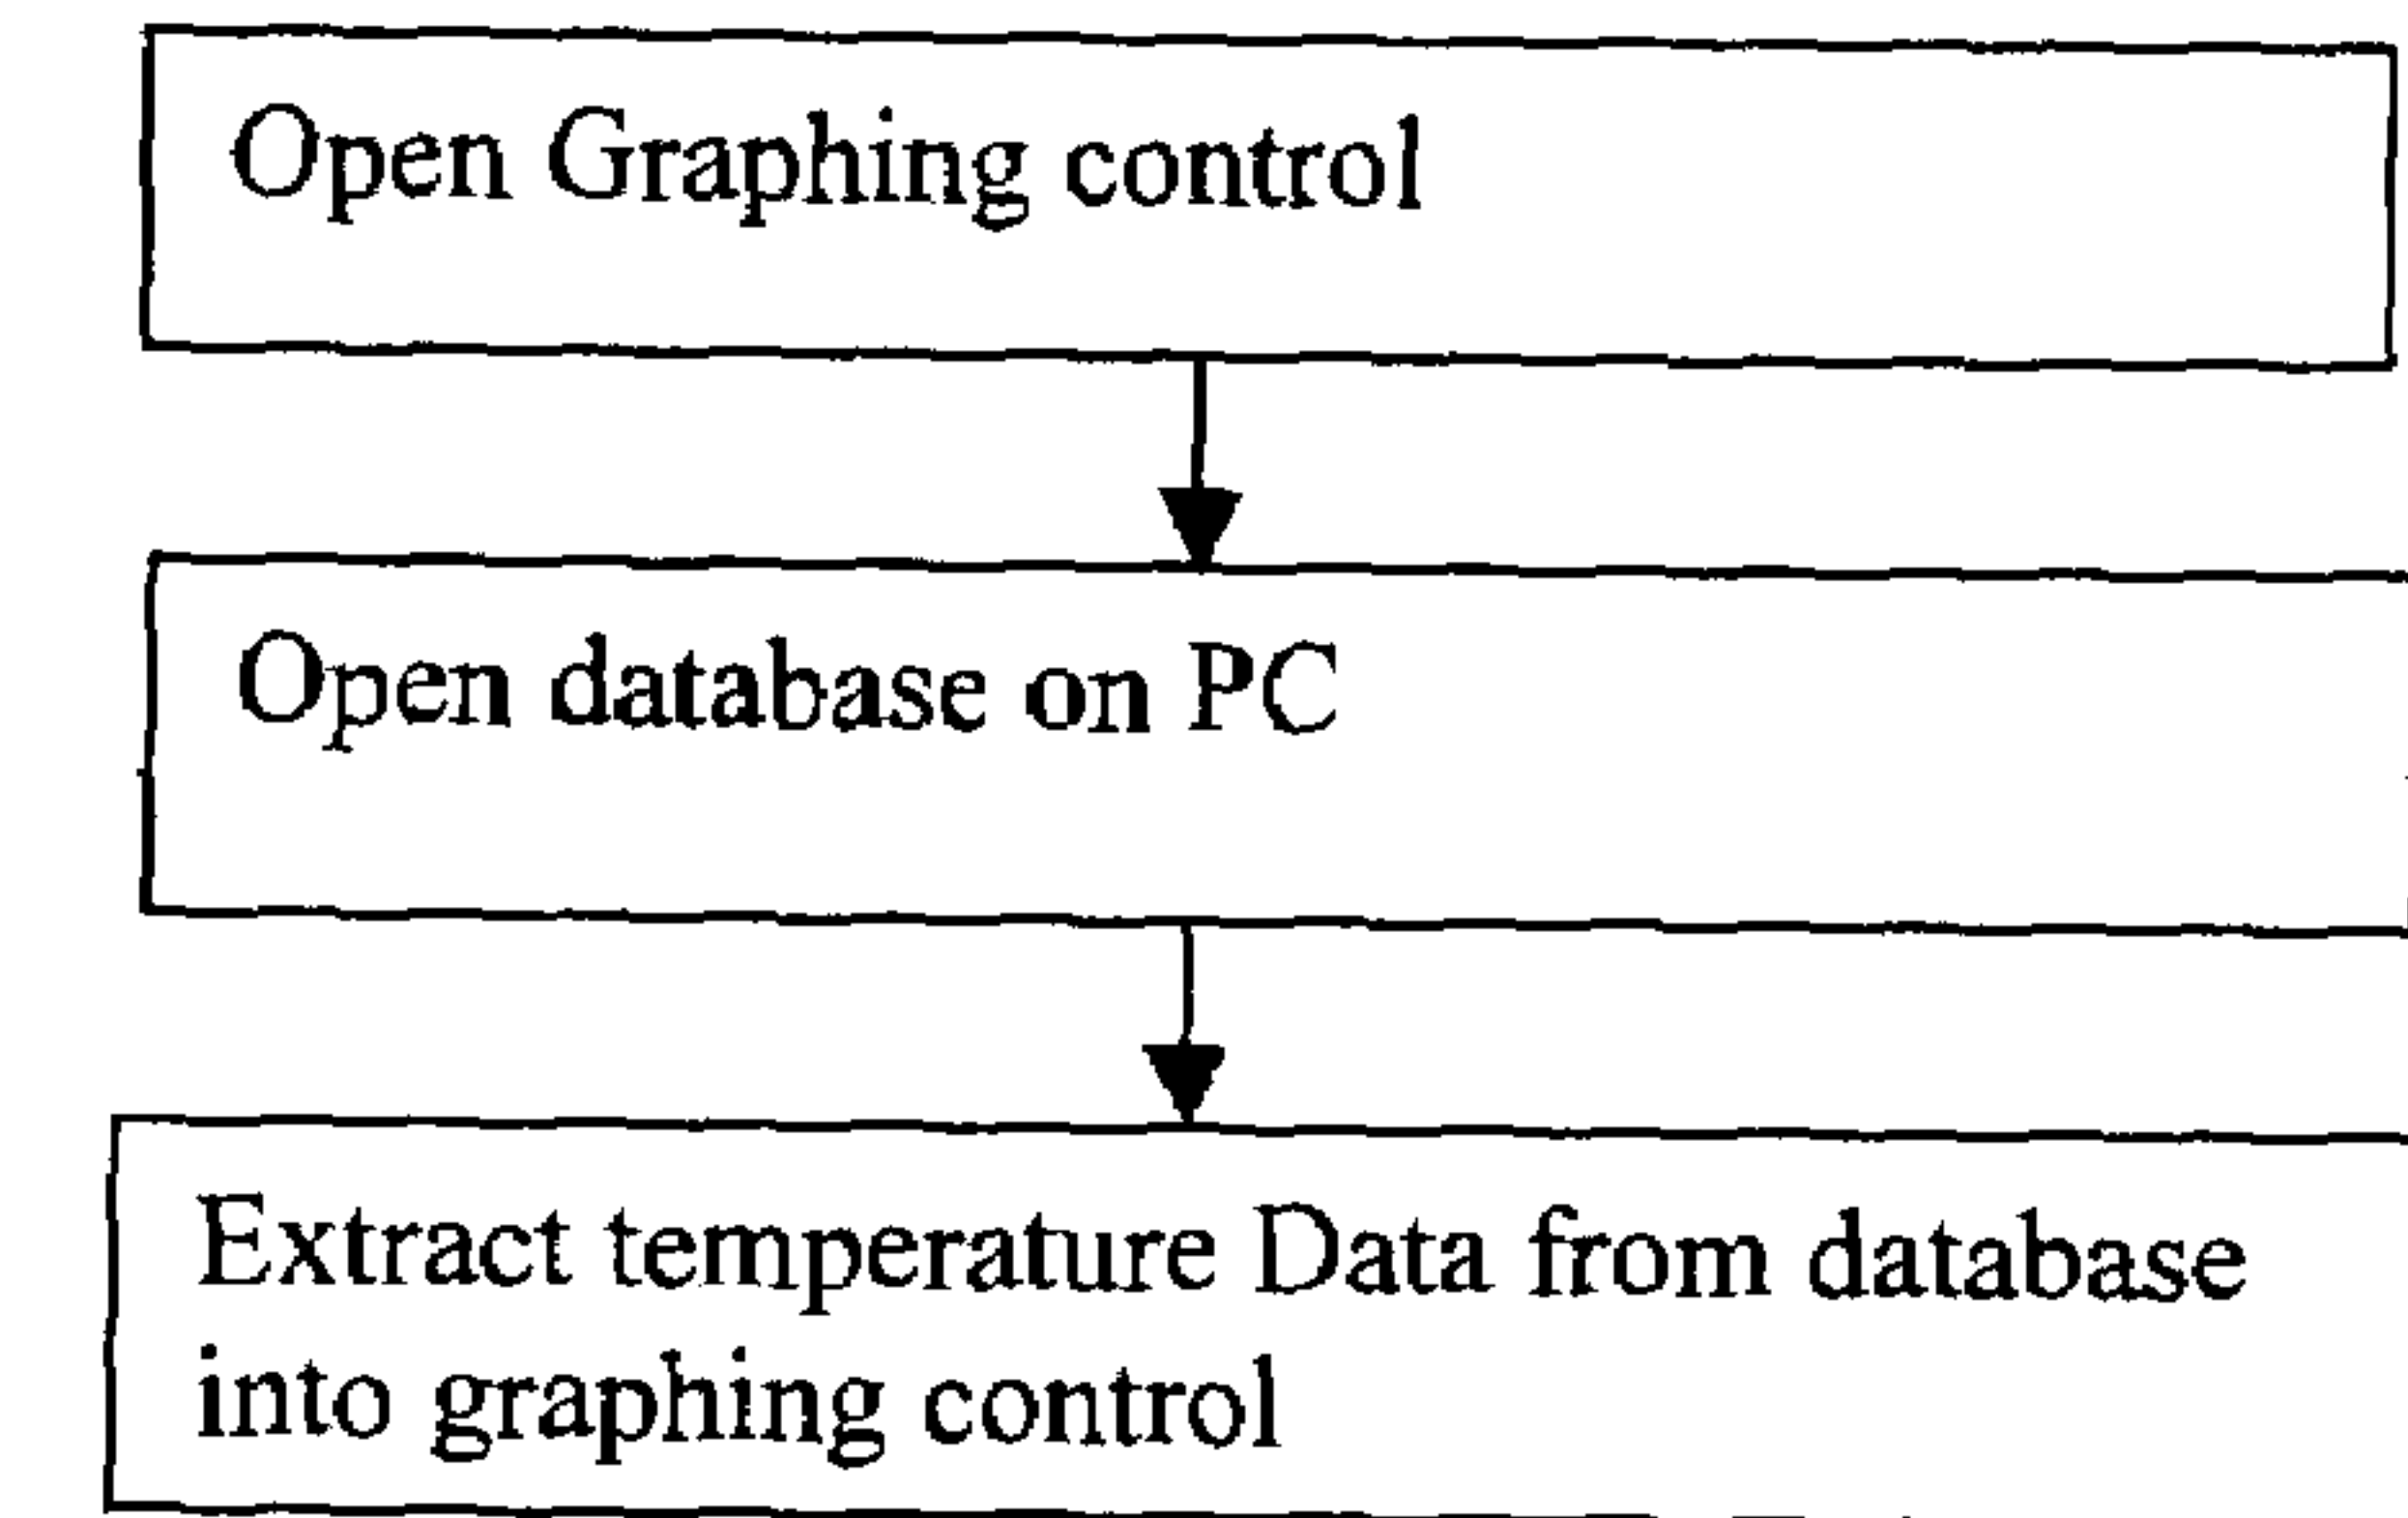 Open Graphing control
Open database on PC
Extract temperature Data from database
into graphing control